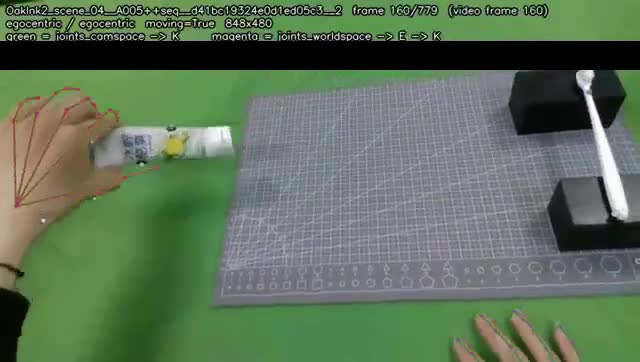 OakInk2_scene_04__A005++seq__d41bc19324e0d1ed05c3__2 frame 160/779 (video frame 160)
egocentric / egocentric moving=True 848x480
green = joints_camspace -> K magenta = joints_worldspace -> E -> K